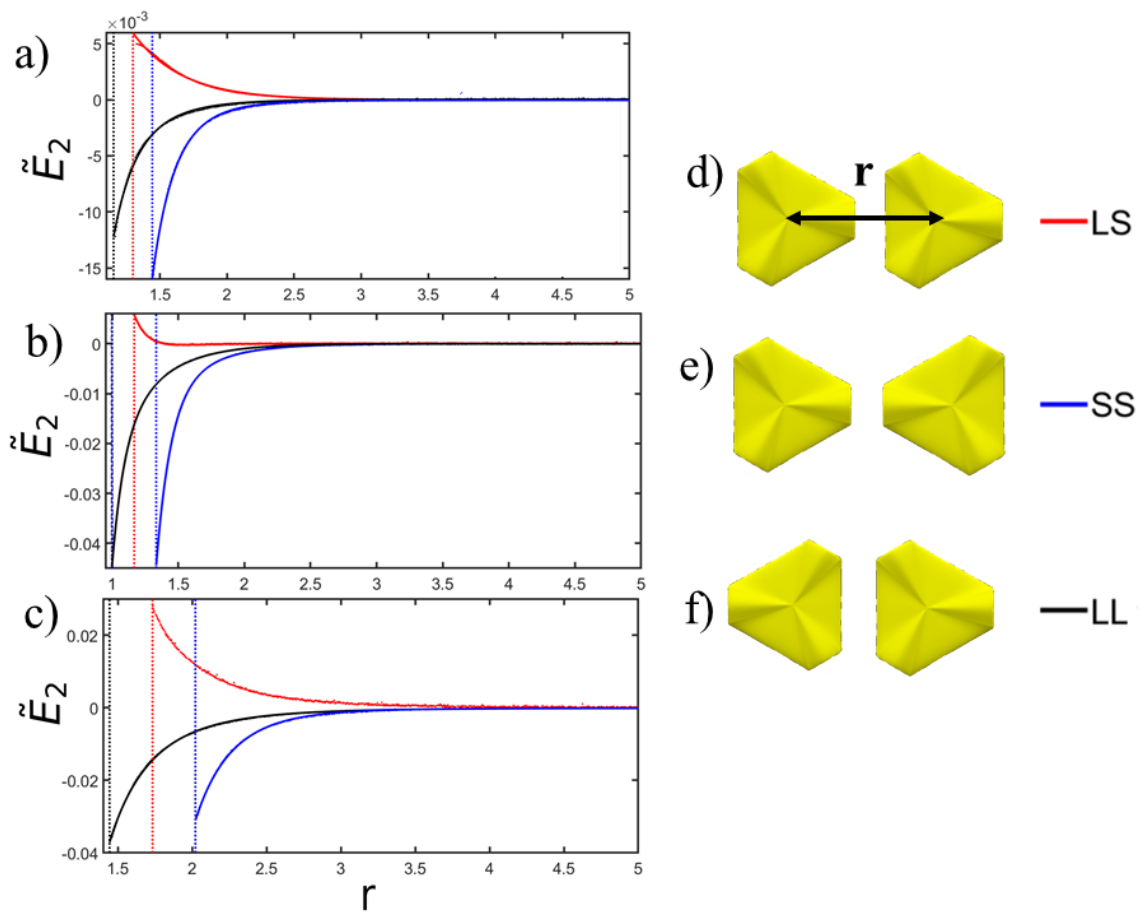 a)
×10⁻³
5
0
-5
-10
-15
Ẽ₂
1.5 2 2.5 3 3.5 4 4.5 5
b)
0
-0.01
-0.02
-0.03
-0.04
Ẽ₂
1 1.5 2 2.5 3 3.5 4 4.5 5
c)
0.02
0
-0.02
-0.04
Ẽ₂
1.5 2 2.5 3 3.5 4 4.5 5
r
d) r LS
e) SS
f) LL